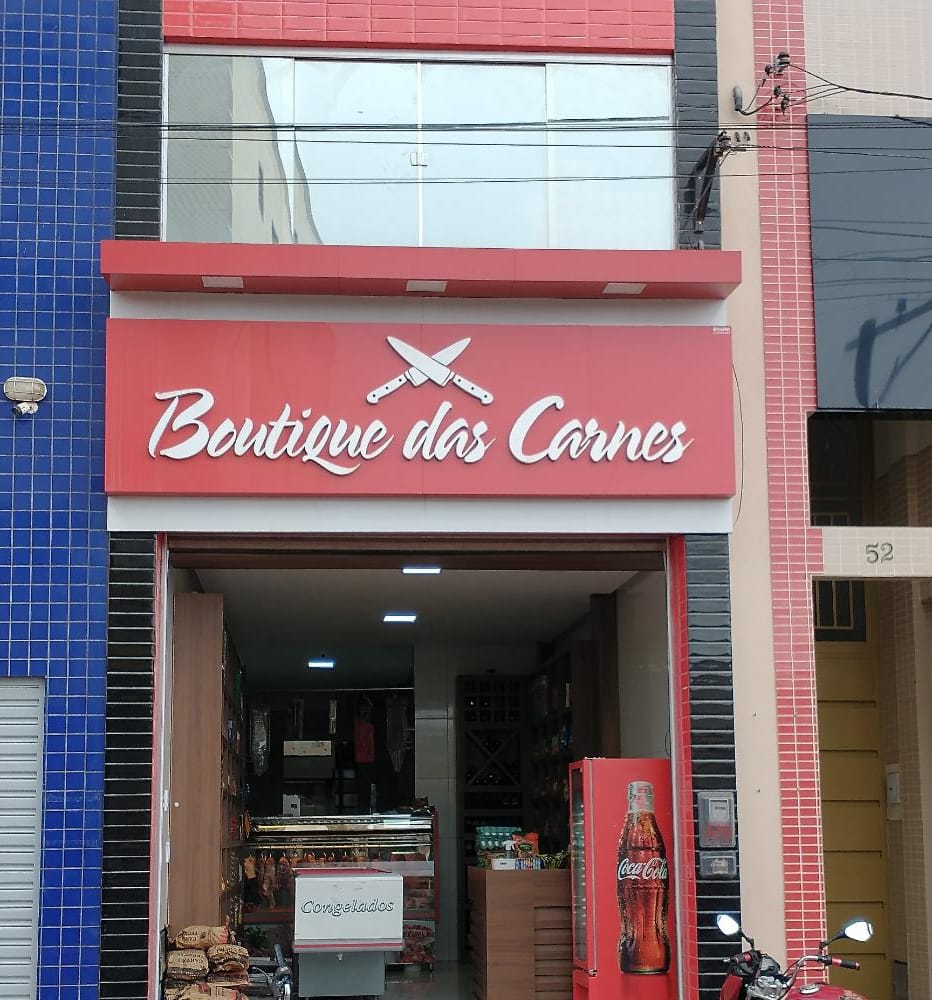 Boutique das Carnes
52
Congelados
Coca-Cola